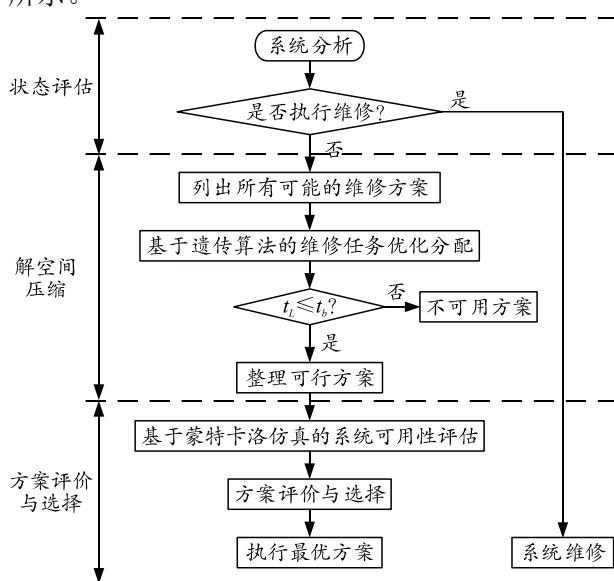 所示。
系统分析
状态评估
是否执行维修?
是
否
列出所有可能的维修方案
基于遗传算法的维修任务优化分配
解空间
压缩
t_L≤t_b?
否
不可用方案
是
整理可行方案
基于蒙特卡洛仿真的系统可用性评估
方案评价
与选择
方案评价与选择
执行最优方案
系统维修